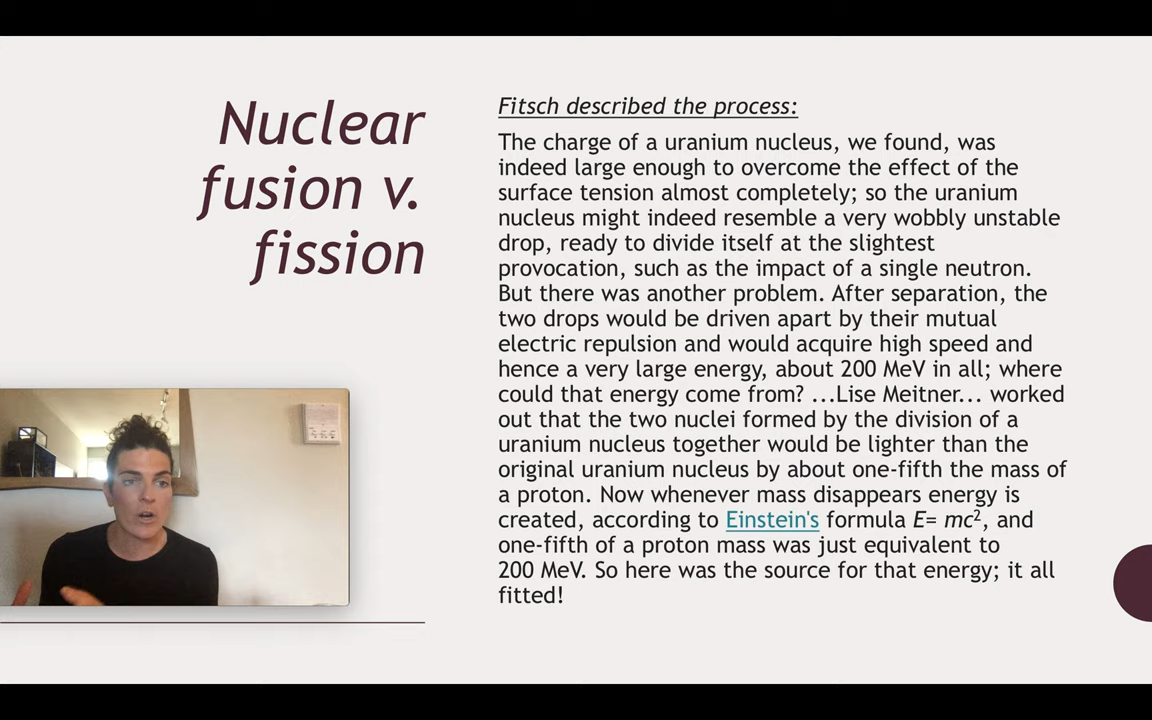 Nuclear
fusion v.
fission
Fitsch described the process:
The charge of a uranium nucleus, we found, was
indeed large enough to overcome the effect of the
surface tension almost completely; so the uranium
nucleus might indeed resemble a very wobbly unstable
drop, ready to divide itself at the slightest
provocation, such as the impact of a single neutron.
But there was another problem. After separation, the
two drops would be driven apart by their mutual
electric repulsion and would acquire high speed and
hence a very large energy, about 200 MeV in all; where
could that energy come from? ...Lise Meitner... worked
out that the two nuclei formed by the division of a
uranium nucleus together would be lighter than the
original uranium nucleus by about one-fifth the mass of
a proton. Now whenever mass disappears energy is
created, according to Einstein's formula E= mc², and
one-fifth of a proton mass was just equivalent to
200 MeV. So here was the source for that energy; it all
fitted!